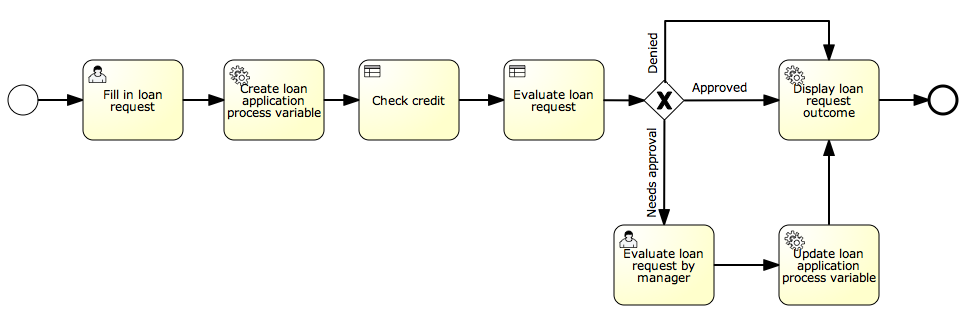 Fill in loan
request
Create loan
application
process variable
Check credit
Evaluate loan
request
Denied
Approved
Needs approval
Display loan
request
outcome
Evaluate loan
request by
manager
Update loan
application
process variable